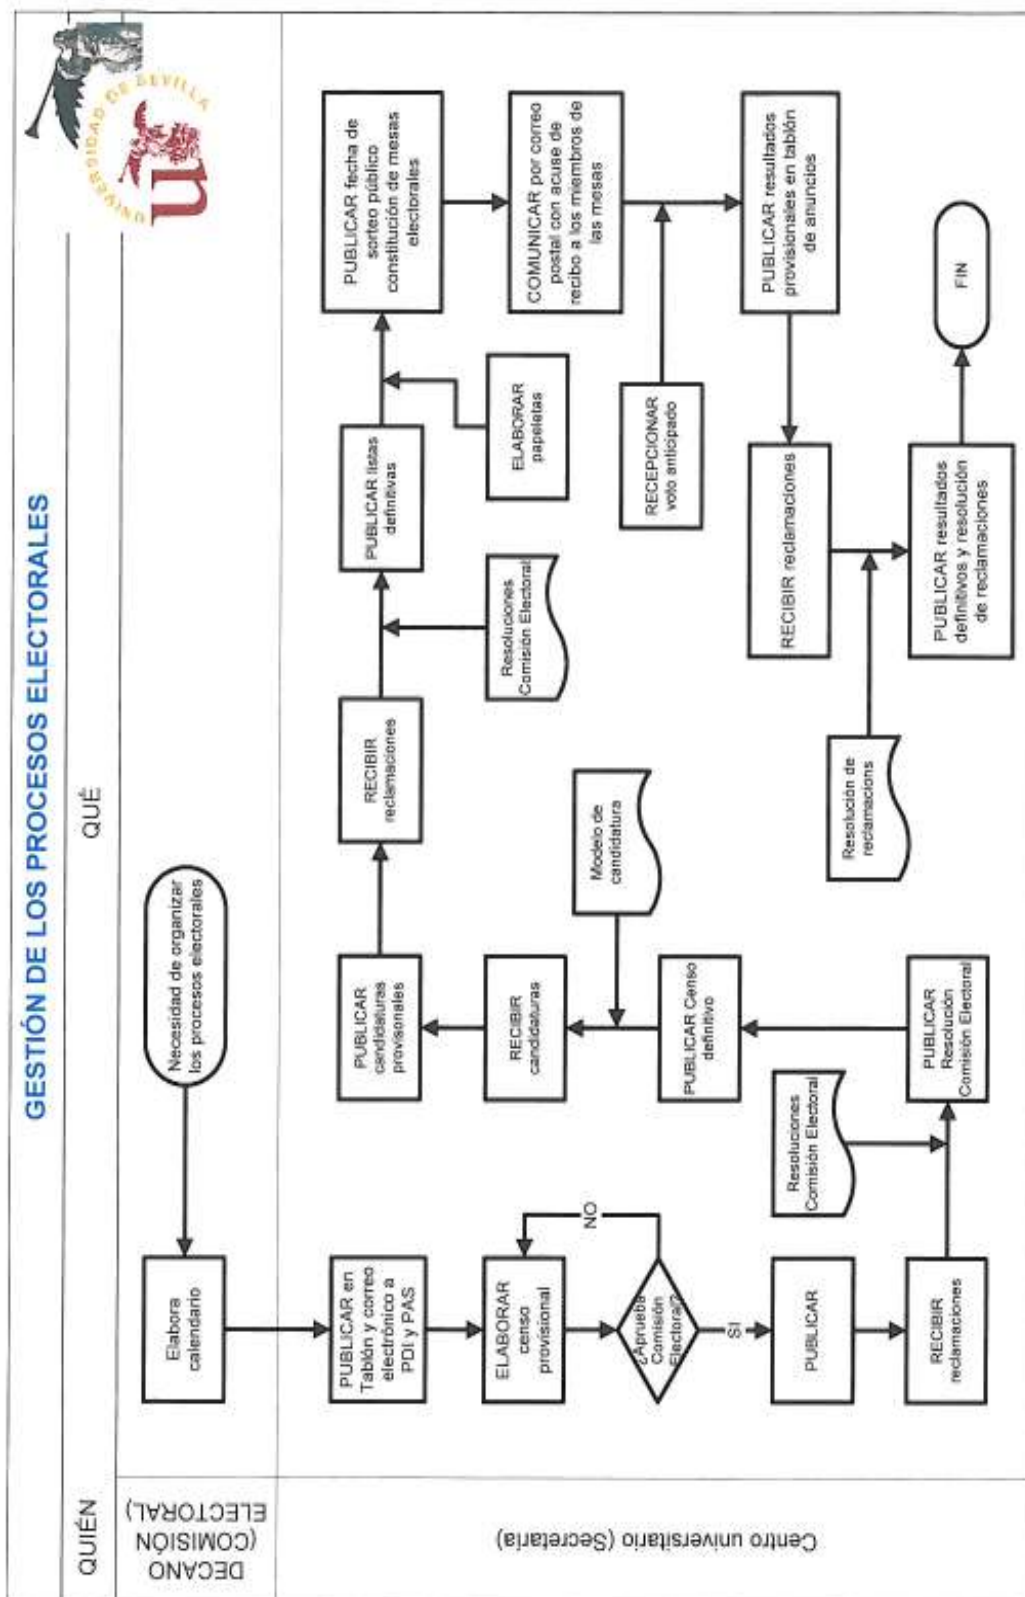 GESTIÓN DE LOS PROCESOS ELECTORALES
UNIVERSIDAD DE SEVILLA
QUIÉN
QUÉ
DECANO
(COMISIÓN
ELECTORAL)
Necesidad de organizar
los procesos electorales
Elabora
calendario
Centro universitario (Secretaría)
PUBLICAR en
Tablón y correo
electrónico a
PDI y PAS
ELABORAR
censo
provisional
¿Aprueba
Comisión
Electoral?
NO
SI
PUBLICAR
RECIBIR
reclamaciones
Resoluciones
Comisión Electoral
PUBLICAR
Resolución
Comisión Electoral
PUBLICAR Censo
definitivo
Modelo de
candidatura
RECIBIR
candidaturas
PUBLICAR
candidaturas
provisonales
RECIBIR
reclamaciones
Resoluciones
Comisión Electoral
PUBLICAR listas
definitivas
ELABORAR
papeletas
PUBLICAR fecha de
sorteo público
constitución de mesas
electorales
COMUNICAR por correo
postal con acuse de
recibo a los miembros de
las mesas
RECEPCIONAR
voto anticipado
PUBLICAR resultados
provisionales en tablón
de anuncios
RECIBIR reclamaciones
Resolución de
reclamacions
PUBLICAR resultados
definitivos y resolución
de reclamaciones
FIN